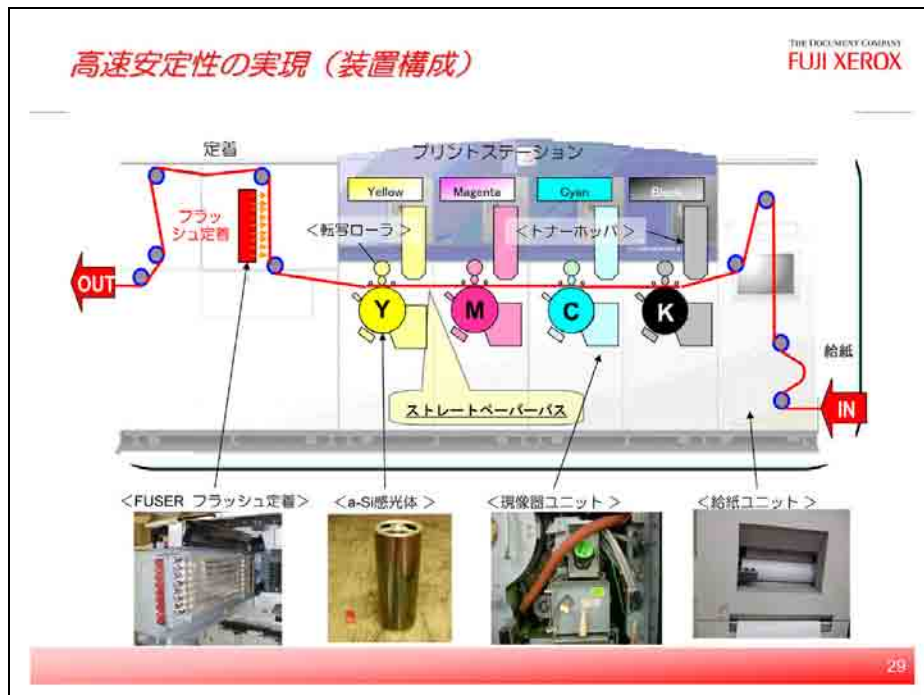 高速安定性の実現（装置構成）
THE DOCUMENT COMPANY
FUJI XEROX
定着
プリントステーション
Yellow
Magenta
Cyan
Black
フラッ
シュ定着
＜転写ローラ＞
＜トナーホッパ＞
OUT
Y
M
C
K
給紙
ストレートペーパーパス
IN
＜FUSER フラッシュ定着＞
＜a-Si感光体 ＞
＜現像器ユニット ＞
＜給紙ユニット ＞
29